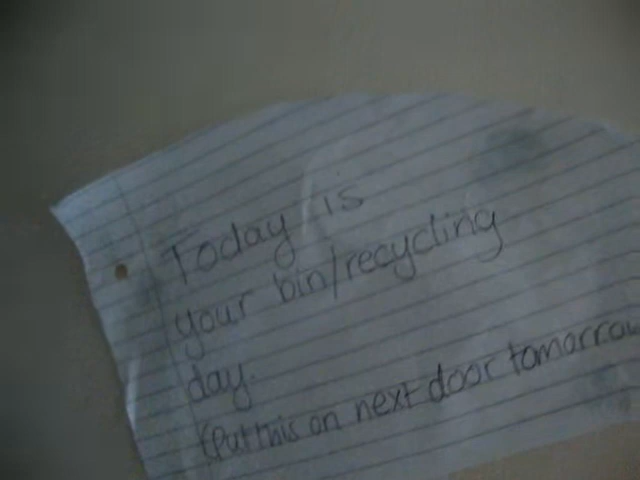 Today is
your bin/recycling
day.
(Put this on next door tomorrow